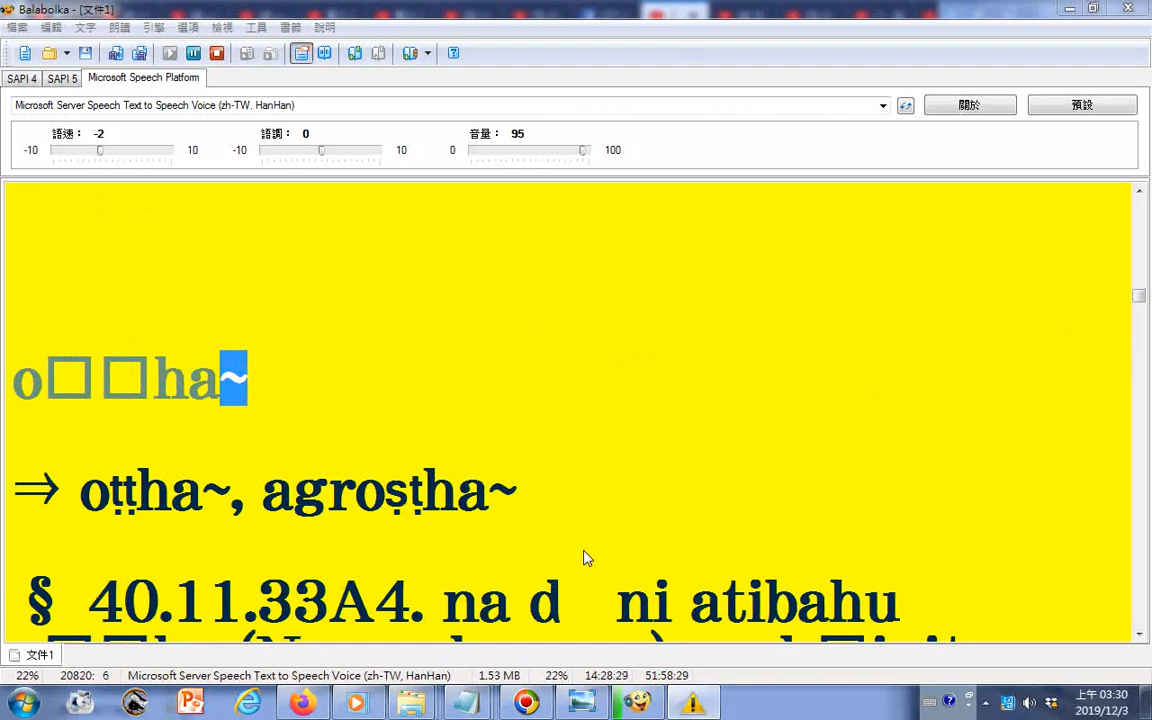 Balabolka - [文件1]
檔案 編輯 文字 朗讀 引擎 選項 檢視 工具 書籤 說明
SAPI 4 SAPI 5 Microsoft Speech Platform
Microsoft Server Speech Text to Speech Voice (zh-TW, HanHan) 關於 預設
語速： -2 語調： 0 音量： 95
-10 10 -10 10 0 100
o□□ha~
⇒ oṭṭha~, agroṣṭha~
§ 40.11.33A4. na d ni atibahu
文件1
22% 20820: 6 Microsoft Server Speech Text to Speech Voice (zh-TW, HanHan) 1.53 MB 22% 14:28:29 51:58:29
上午 03:30
2019/12/3